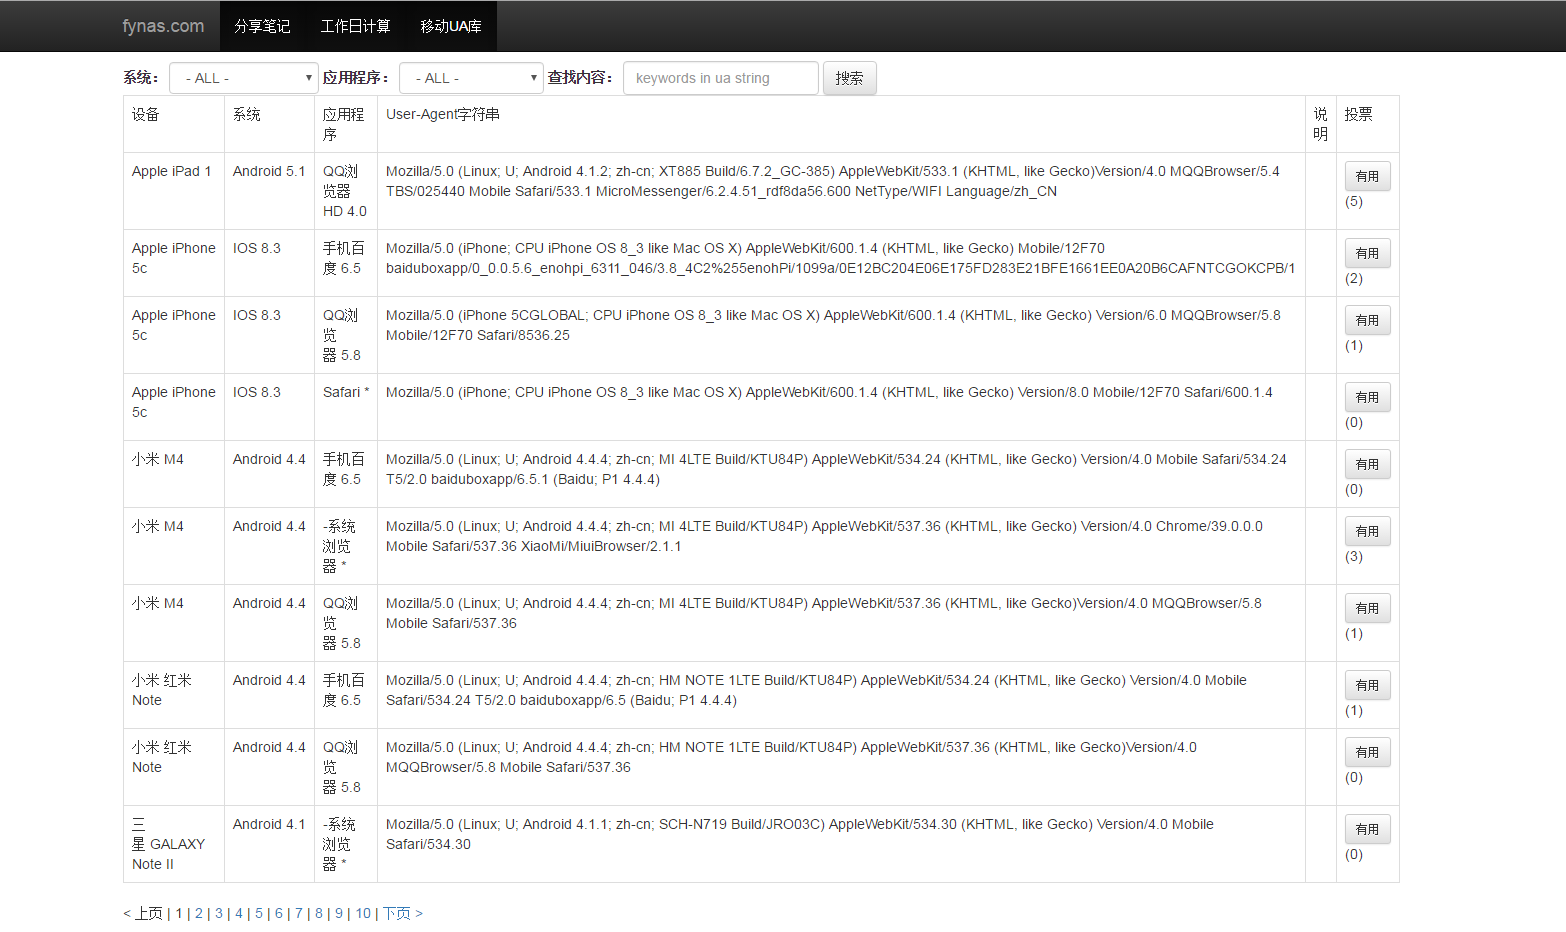 fynas.com 分享笔记 工作日计算 移动UA库
系统： - ALL - 应用程序： - ALL - 查找内容： keywords in ua string 搜索
设备 系统 应用程 User-Agent字符串 说 投票
序 明
Apple iPad 1 Android 5.1 QQ浏 Mozilla/5.0 (Linux; U; Android 4.1.2; zh-cn; XT885 Build/6.7.2_GC-385) AppleWebKit/533.1 (KHTML, like Gecko)Version/4.0 MQQBrowser/5.4 有用
览器 TBS/025440 Mobile Safari/533.1 MicroMessenger/6.2.4.51_rdf8da56.600 NetType/WIFI Language/zh_CN (5)
HD 4.0
Apple iPhone IOS 8.3 手机百 Mozilla/5.0 (iPhone; CPU iPhone OS 8_3 like Mac OS X) AppleWebKit/600.1.4 (KHTML, like Gecko) Mobile/12F70 有用
5c 度 6.5 baiduboxapp/0_0.0.5.6_enohpi_6311_046/3.8_4C2%255enohPi/1099a/0E12BC204E06E175FD283E21BFE1661EE0A20B6CAFNTCGOKCPB/1 (2)
Apple iPhone IOS 8.3 QQ浏 Mozilla/5.0 (iPhone 5CGLOBAL; CPU iPhone OS 8_3 like Mac OS X) AppleWebKit/600.1.4 (KHTML, like Gecko) Version/6.0 MQQBrowser/5.8 有用
5c 览 Mobile/12F70 Safari/8536.25 (1)
器 5.8
Apple iPhone IOS 8.3 Safari * Mozilla/5.0 (iPhone; CPU iPhone OS 8_3 like Mac OS X) AppleWebKit/600.1.4 (KHTML, like Gecko) Version/8.0 Mobile/12F70 Safari/600.1.4 有用
5c (0)
小米 M4 Android 4.4 手机百 Mozilla/5.0 (Linux; U; Android 4.4.4; zh-cn; MI 4LTE Build/KTU84P) AppleWebKit/534.24 (KHTML, like Gecko) Version/4.0 Mobile Safari/534.24 有用
度 6.5 T5/2.0 baiduboxapp/6.5.1 (Baidu; P1 4.4.4) (0)
小米 M4 Android 4.4 -系统 Mozilla/5.0 (Linux; U; Android 4.4.4; zh-cn; MI 4LTE Build/KTU84P) AppleWebKit/537.36 (KHTML, like Gecko) Version/4.0 Chrome/39.0.0.0 有用
浏览 Mobile Safari/537.36 XiaoMi/MiuiBrowser/2.1.1 (3)
器 *
小米 M4 Android 4.4 QQ浏 Mozilla/5.0 (Linux; U; Android 4.4.4; zh-cn; MI 4LTE Build/KTU84P) AppleWebKit/537.36 (KHTML, like Gecko)Version/4.0 MQQBrowser/5.8 有用
览 Mobile Safari/537.36 (1)
器 5.8
小米 红米 Android 4.4 手机百 Mozilla/5.0 (Linux; U; Android 4.4.4; zh-cn; HM NOTE 1LTE Build/KTU84P) AppleWebKit/534.24 (KHTML, like Gecko) Version/4.0 Mobile 有用
Note 度 6.5 Safari/534.24 T5/2.0 baiduboxapp/6.5 (Baidu; P1 4.4.4) (1)
小米 红米 Android 4.4 QQ浏 Mozilla/5.0 (Linux; U; Android 4.4.4; zh-cn; HM NOTE 1LTE Build/KTU84P) AppleWebKit/537.36 (KHTML, like Gecko)Version/4.0 有用
Note 览 MQQBrowser/5.8 Mobile Safari/537.36 (0)
器 5.8
三 Android 4.1 -系统 Mozilla/5.0 (Linux; U; Android 4.1.1; zh-cn; SCH-N719 Build/JRO03C) AppleWebKit/534.30 (KHTML, like Gecko) Version/4.0 Mobile 有用
星 GALAXY 浏览 Safari/534.30 (0)
Note II 器 *
< 上页 | 1 | 2 | 3 | 4 | 5 | 6 | 7 | 8 | 9 | 10 | 下页 >